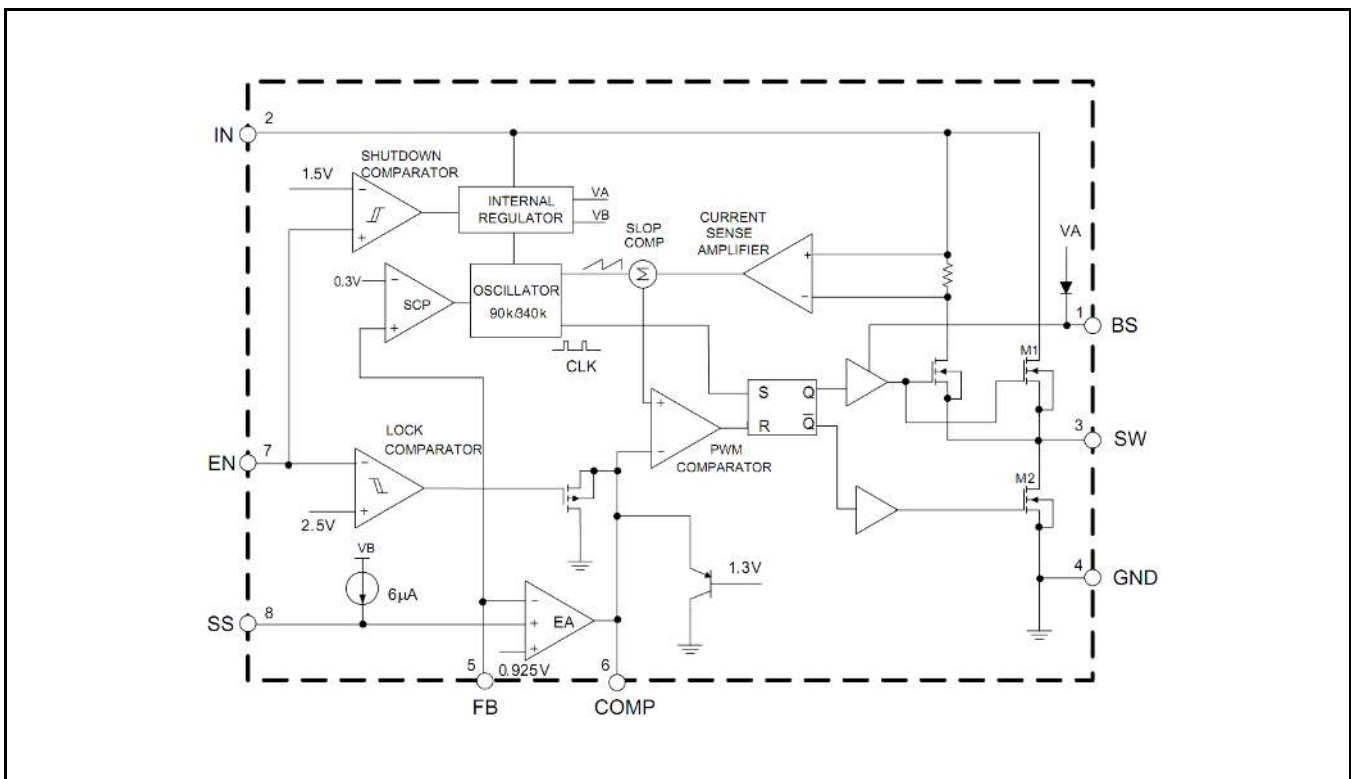 2
IN
SHUTDOWN
COMPARATOR
1.5V
−
+
INTERNAL
REGULATOR
VA
VB
SLOP
COMP
CURRENT
SENSE
AMPLIFIER
VA
+
−
Σ
0.3V
−
SCP
+
OSCILLATOR
90k/340k
CLK
1
BS
M1
S
Q
R
Q̅
+
−
PWM
COMPARATOR
3
SW
LOCK
COMPARATOR
7
EN
−
+
2.5V
M2
VB
6μA
1.3V
4
GND
8
SS
−
+
+
EA
0.925V
5
FB
6
COMP